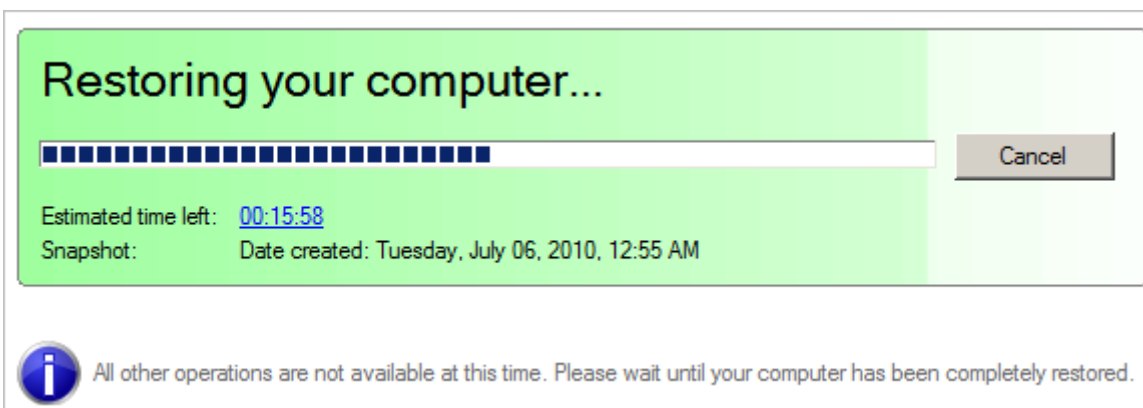 Restoring your computer...
Cancel
Estimated time left: 00:15:58
Snapshot: Date created: Tuesday, July 06, 2010, 12:55 AM
All other operations are not available at this time. Please wait until your computer has been completely restored.